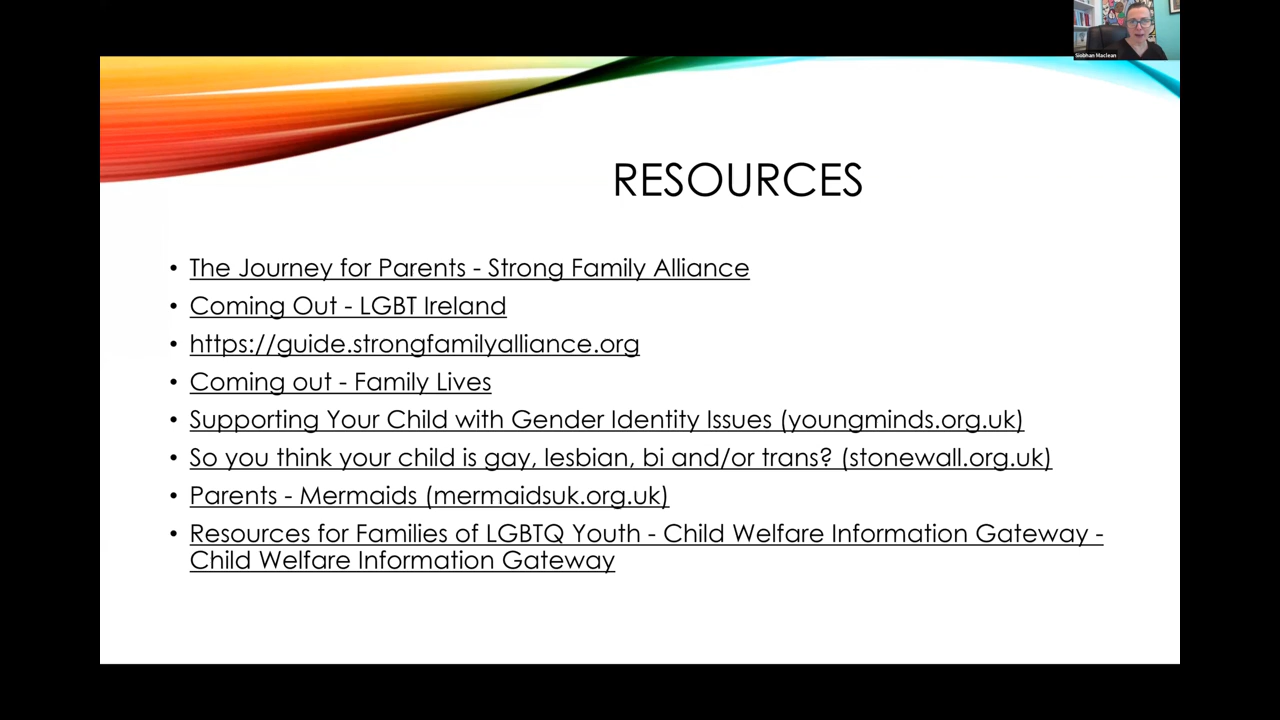 Siobhan Maclean
RESOURCES
• The Journey for Parents - Strong Family Alliance
• Coming Out - LGBT Ireland
• https://guide.strongfamilyalliance.org
• Coming out - Family Lives
• Supporting Your Child with Gender Identity Issues (youngminds.org.uk)
• So you think your child is gay, lesbian, bi and/or trans? (stonewall.org.uk)
• Parents - Mermaids (mermaidsuk.org.uk)
• Resources for Families of LGBTQ Youth - Child Welfare Information Gateway -
Child Welfare Information Gateway